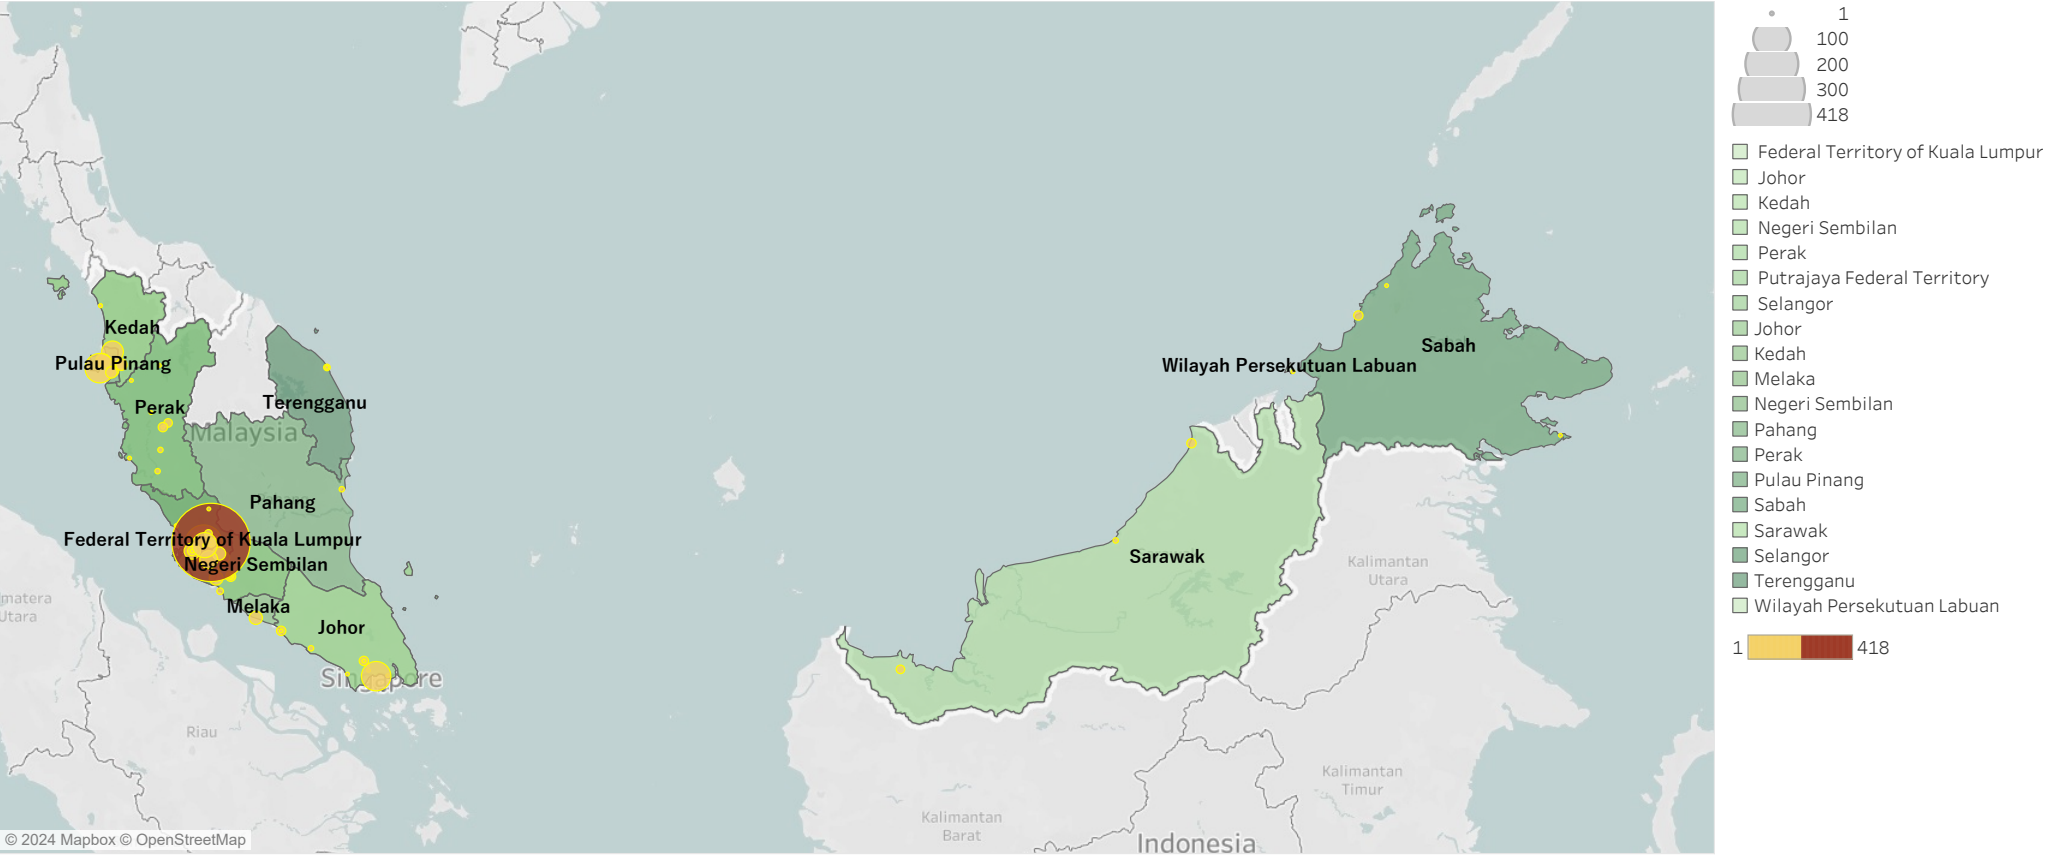 Kedah
Pulau Pinang
Perak
Terengganu
Malaysia
Pahang
Federal Territory of Kuala Lumpur
Negeri Sembilan
Melaka
Johor
Singapore
Riau
Utara
Wilayah Persekutuan Labuan
Sabah
Sarawak
Kalimantan
Utara
Kalimantan
Timur
Kalimantan
Barat
Indonesia
© 2024 Mapbox © OpenStreetMap
1
100
200
300
418
Federal Territory of Kuala Lumpur
Johor
Kedah
Negeri Sembilan
Perak
Putrajaya Federal Territory
Selangor
Johor
Kedah
Melaka
Negeri Sembilan
Pahang
Perak
Pulau Pinang
Sabah
Sarawak
Selangor
Terengganu
Wilayah Persekutuan Labuan
1 418